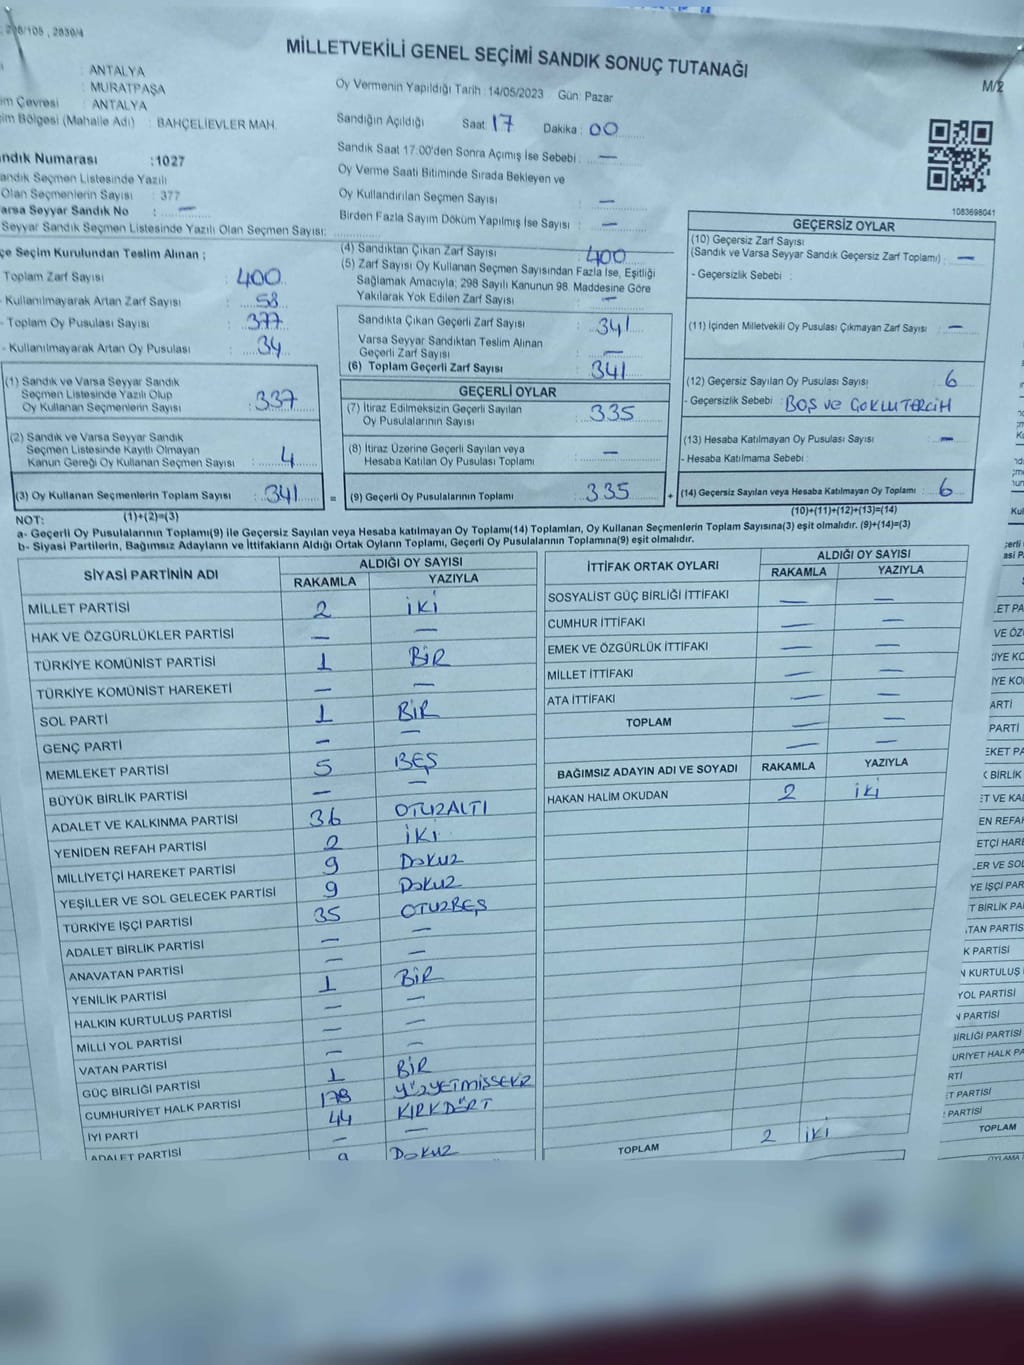 298/105 , 2839/4
MİLLETVEKİLİ GENEL SEÇİMİ SANDIK SONUÇ TUTANAĞI
M/2
: ANTALYA
: MURATPAŞA
im Çevresi : ANTALYA
im Bölgesi (Mahalle Adı) : BAHÇELİEVLER MAH.
andık Numarası :1027
andık Seçmen Listesinde Yazılı
Olan Seçmenlerin Sayısı : 377
arsa Seyyar Sandık No : —
Seyyar Sandık Seçmen Listesinde Yazılı Olan Seçmen Sayısı:
Oy Vermenin Yapıldığı Tarih : 14/05/2023 Gün: Pazar
Sandığın Açıldığı Saat: 17 Dakika : 00
Sandık Saat 17:00'den Sonra Açımış İse Sebebi : —
Oy Verme Saati Bitiminde Sırada Bekleyen ve
Oy Kullandırılan Seçmen Sayısı : —
Birden Fazla Sayım Döküm Yapılmış İse Sayısı : —
1083698041
çe Seçim Kurulundan Teslim Alınan ;
Toplam Zarf Sayısı : 400
- Kullanılmayarak Artan Zarf Sayısı : 58
- Toplam Oy Pusulası Sayısı : 377
- Kullanılmayarak Artan Oy Pusulası : 34
(4) Sandıktan Çıkan Zarf Sayısı : 400
(5) Zarf Sayısı Oy Kullanan Seçmen Sayısından Fazla İse, Eşitliği
Sağlamak Amacıyla; 298 Sayılı Kanunun 98. Maddesine Göre
Yakılarak Yok Edilen Zarf Sayısı : —
Sandıkta Çıkan Geçerli Zarf Sayısı : 341
Varsa Seyyar Sandıktan Teslim Alınan
Geçerli Zarf Sayısı : —
(6) Toplam Geçerli Zarf Sayısı : 341
GEÇERSİZ OYLAR
(10) Geçersiz Zarf Sayısı
(Sandık ve Varsa Seyyar Sandık Geçersiz Zarf Toplamı) : —
- Geçersizlik Sebebi :
(11) İçinden Milletvekili Oy Pusulası Çıkmayan Zarf Sayısı : —
(12) Geçersiz Sayılan Oy Pusulası Sayısı : 6
- Geçersizlik Sebebi : BOŞ ve ÇOKLU TERCİH
(13) Hesaba Katılmayan Oy Pusulası Sayısı : —
- Hesaba Katılmama Sebebi :
(14) Geçersiz Sayılan veya Hesaba Katılmayan Oy Toplamı : 6
(10)+(11)+(12)+(13)=(14)
(1) Sandık ve Varsa Seyyar Sandık
Seçmen Listesinde Yazılı Olup
Oy Kullanan Seçmenlerin Sayısı : 337
(2) Sandık ve Varsa Seyyar Sandık
Seçmen Listesinde Kayıtlı Olmayan
Kanun Gereği Oy Kullanan Seçmen Sayısı : 4
(3) Oy Kullanan Seçmenlerin Toplam Sayısı : 341 =
(1)+(2)=(3)
GEÇERLİ OYLAR
(7) İtiraz Edilmeksizin Geçerli Sayılan
Oy Pusulalarının Sayısı : 335
(8) İtiraz Üzerine Geçerli Sayılan veya
Hesaba Katılan Oy Pusulası Toplamı : —
(9) Geçerli Oy Pusulalarının Toplamı : 335 +
NOT:
a- Geçerli Oy Pusulalarının Toplamı(9) ile Geçersiz Sayılan veya Hesaba katılmayan Oy Toplamı(14) Toplamları, Oy Kullanan Seçmenlerin Toplam Sayısına(3) eşit olmalıdır. (9)+(14)=(3)
b- Siyasi Partilerin, Bağımsız Adayların ve İttifakların Aldığı Ortak Oyların Toplamı, Geçerli Oy Pusulalarının Toplamına(9) eşit olmalıdır.
SİYASİ PARTİNİN ADI ALDIĞI OY SAYISI
RAKAMLA YAZIYLA
MİLLET PARTİSİ 2 İKİ
HAK VE ÖZGÜRLÜKLER PARTİSİ — —
TÜRKİYE KOMÜNİST PARTİSİ 1 BİR
TÜRKİYE KOMÜNİST HAREKETİ — —
SOL PARTİ 1 BİR
GENÇ PARTİ — —
MEMLEKET PARTİSİ 5 BEŞ
BÜYÜK BİRLİK PARTİSİ — —
ADALET VE KALKINMA PARTİSİ 36 OTUZALTI
YENİDEN REFAH PARTİSİ 2 İKİ
MİLLİYETÇİ HAREKET PARTİSİ 9 DOKUZ
YEŞİLLER VE SOL GELECEK PARTİSİ 9 DOKUZ
TÜRKİYE İŞÇİ PARTİSİ 35 OTUZBEŞ
ADALET BİRLİK PARTİSİ — —
ANAVATAN PARTİSİ — —
YENİLİK PARTİSİ 1 BİR
HALKIN KURTULUŞ PARTİSİ — —
MİLLİ YOL PARTİSİ — —
VATAN PARTİSİ — —
GÜÇ BİRLİĞİ PARTİSİ 1 BİR
CUMHURİYET HALK PARTİSİ 178 YÜZYETMİSSEKİZ
İYİ PARTİ 44 KIRKDÖRT
ADALET PARTİSİ — —
9 DOKUZ
İTTİFAK ORTAK OYLARI ALDIĞI OY SAYISI
RAKAMLA YAZIYLA
SOSYALİST GÜÇ BİRLİĞİ İTTİFAKI — —
CUMHUR İTTİFAKI — —
EMEK VE ÖZGÜRLÜK İTTİFAKI — —
MİLLET İTTİFAKI — —
ATA İTTİFAKI — —
TOPLAM — —
BAĞIMSIZ ADAYIN ADI VE SOYADI RAKAMLA YAZIYLA
HAKAN HALİM OKUDAN 2 İKİ
TOPLAM 2 İKİ